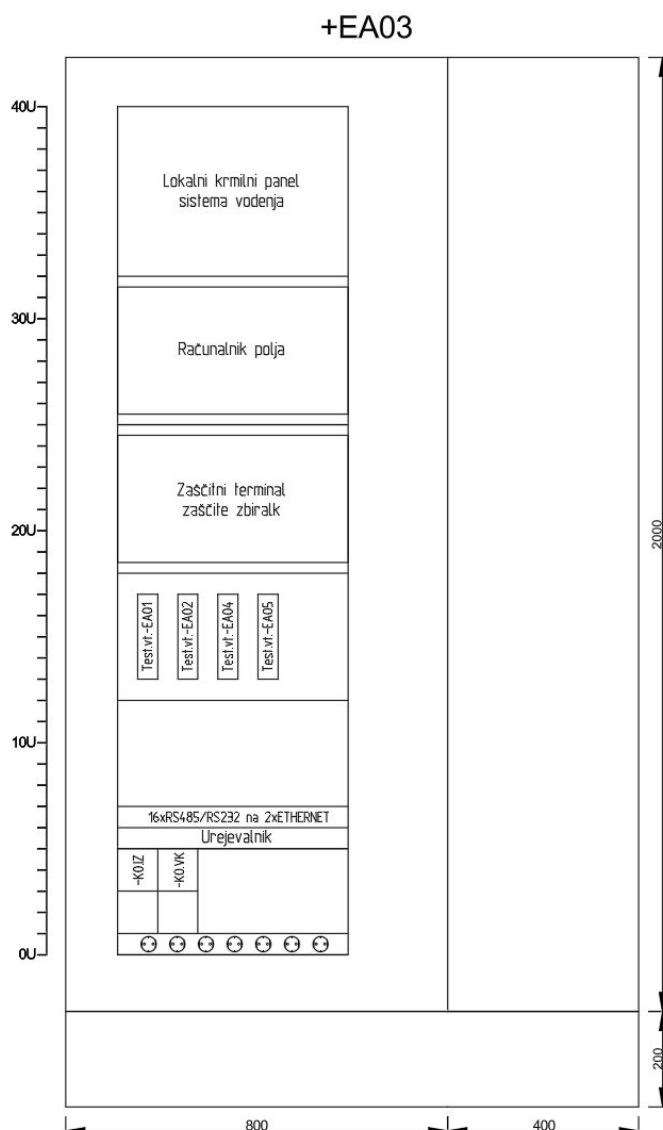 +EA03
40U
Lokalni krmilni panel
sistema vodenja
30U
Računalnik polja
Zaščitni terminal
zaščite zbiralk
20U
2000
Test.vt.-EA01
Test.vt.-EA02
Test.vt.-EA04
Test.vt.-EA05
10U
16xRS485/RS232 na 2xETHERNET
Urejevalnik
-KO.IZ
-KO.VK
0U
200
800
400